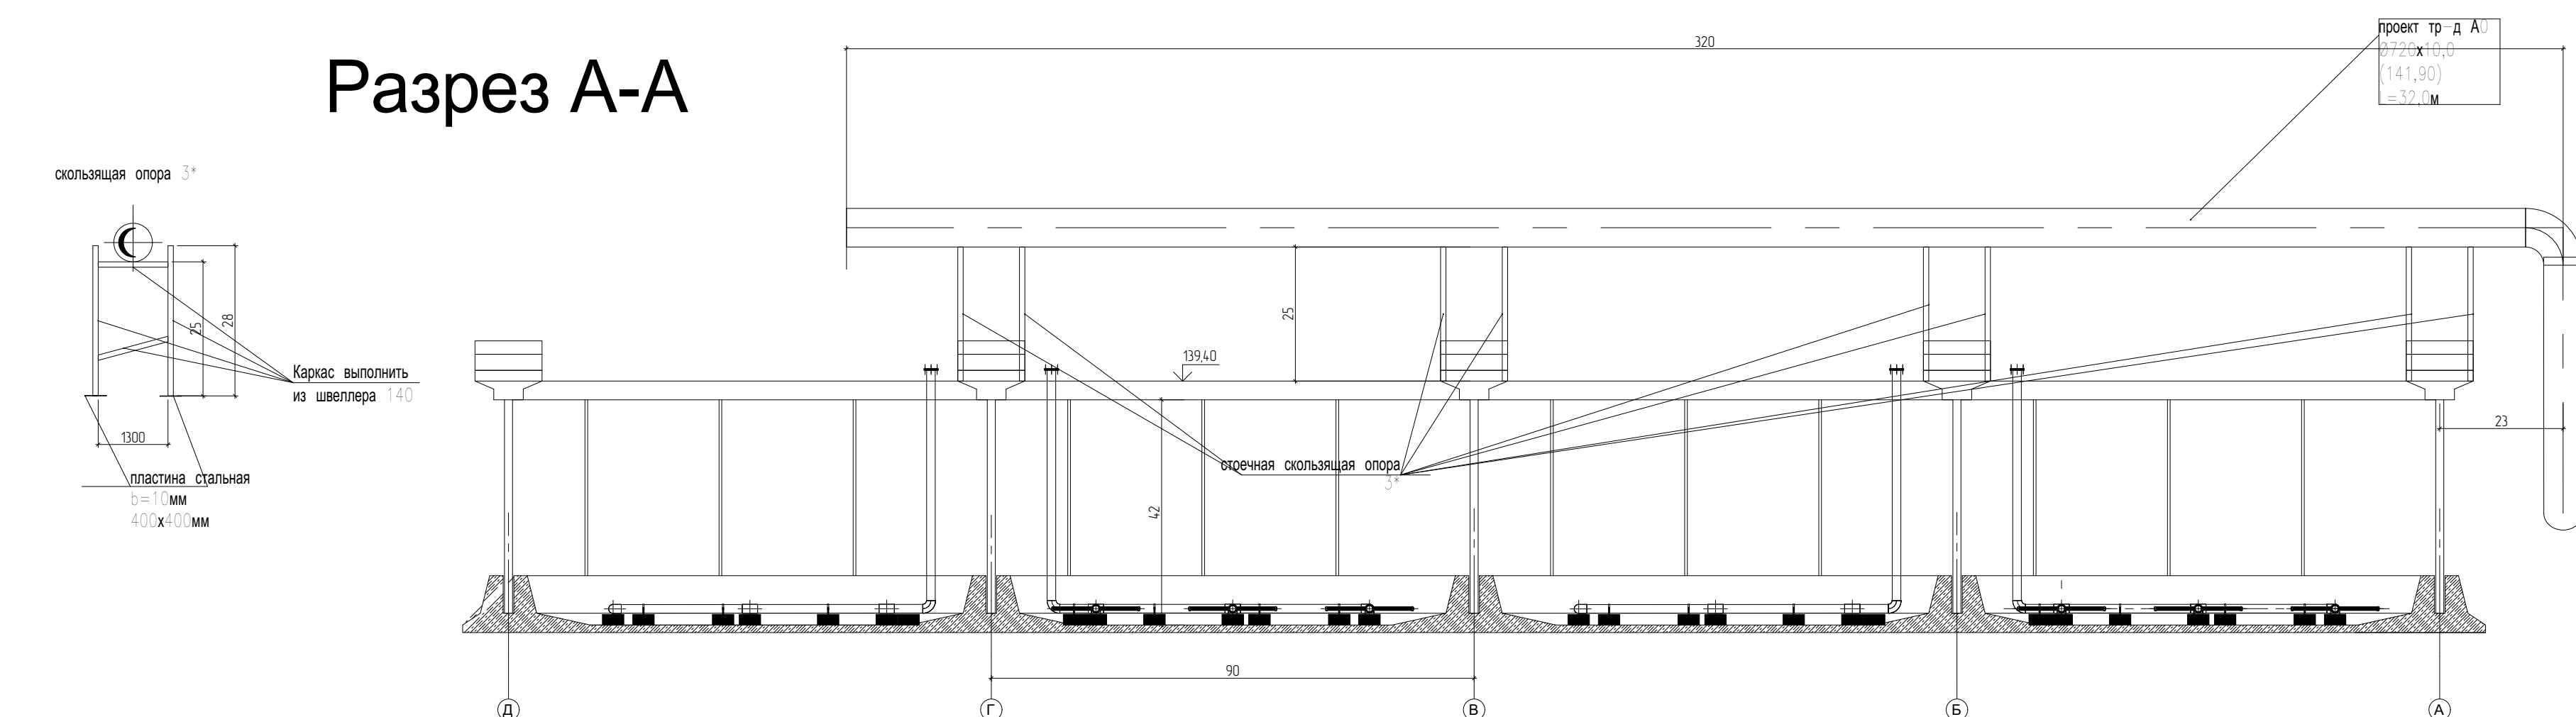 Разрез А-А
320
проект тр-д А0
Ø720х10,0
(141,90)
L=32,0м
скользящая опора 3*
25
28
Каркас выполнить
из швеллера 140
1300
пластина стальная
b=10мм
400х400мм
25
139,40
42
стоечная скользящая опора
3*
23
90
Д
Г
В
Б
А